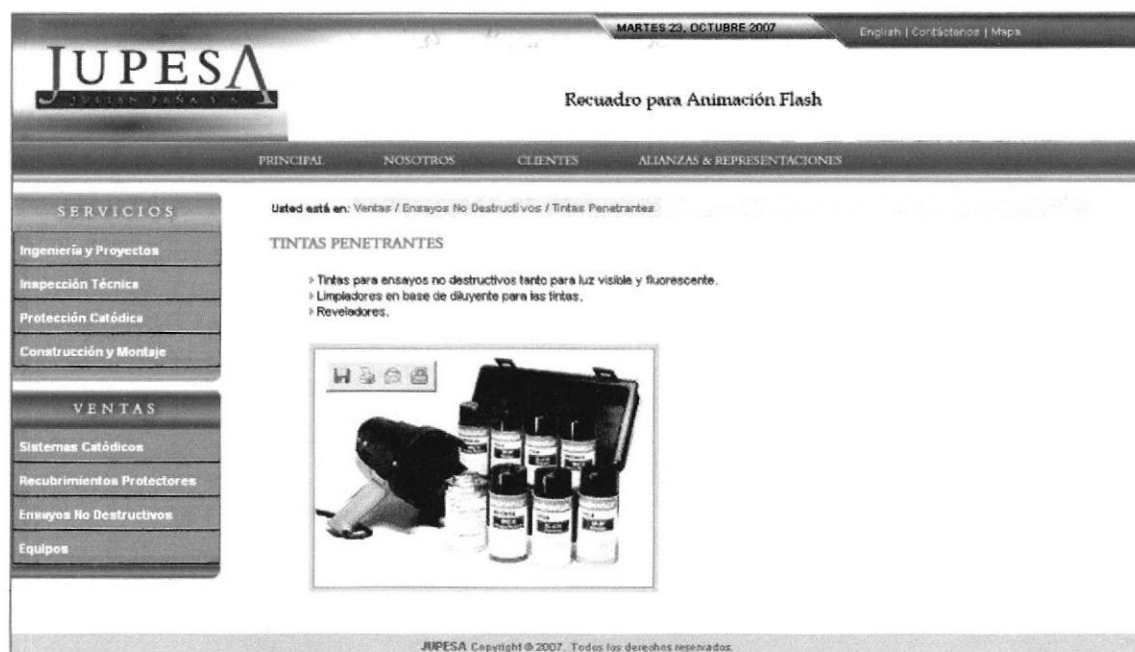 MARTES 23, OCTUBRE 2007
English | Contáctenos | Mapa
JUPESA
JULIAN PEÑA Y A.
Recuadro para Animación Flash
PRINCIPAL NOSOTROS CLIENTES ALIANZAS & REPRESENTACIONES
SERVICIOS
Ingeniería y Proyectos
Inspección Técnica
Protección Catódica
Construcción y Montaje
VENTAS
Sistemas Catódicos
Recubrimientos Protectores
Ensayos No Destructivos
Equipos
Usted está en: Ventas / Ensayos No Destructivos / Tintas Penetrantes
TINTAS PENETRANTES
> Tintas para ensayos no destructivos tanto para luz visible y fluorescente.
> Limpiadores en base de diluyente para las tintas.
> Reveladores.
JUPESA Copyright © 2007. Todos los derechos reservados.